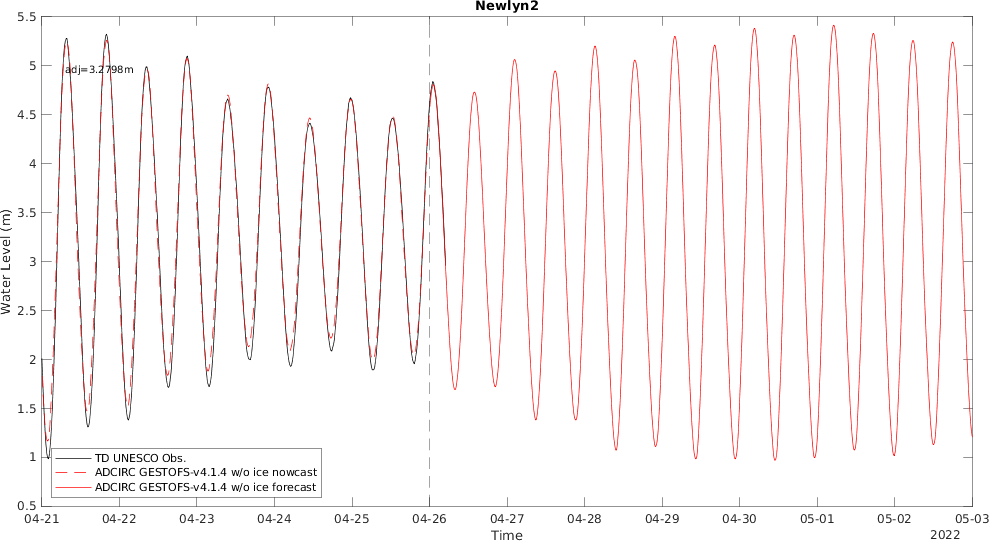 Newlyn2
5.5
5
4.5
4
3.5
3
2.5
2
1.5
1
0.5
Water Level (m)
adj=3.2798m
TD UNESCO Obs.
ADCIRC GESTOFS-v4.1.4 w/o ice nowcast
ADCIRC GESTOFS-v4.1.4 w/o ice forecast
04-21 04-22 04-23 04-24 04-25 04-26 04-27 04-28 04-29 04-30 05-01 05-02 05-03
Time
2022